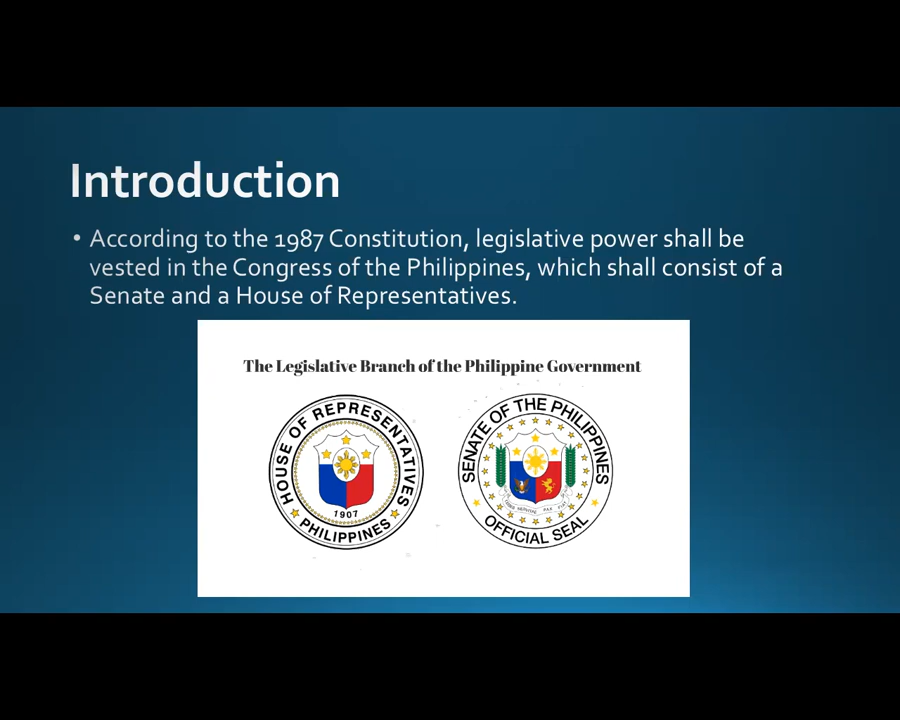 Introduction
• According to the 1987 Constitution, legislative power shall be
vested in the Congress of the Philippines, which shall consist of a
Senate and a House of Representatives.
The Legislative Branch of the Philippine Government
HOUSE OF REPRESENTATIVES
1907
PHILIPPINES
SENATE OF THE PHILIPPINES
OFFICIAL SEAL